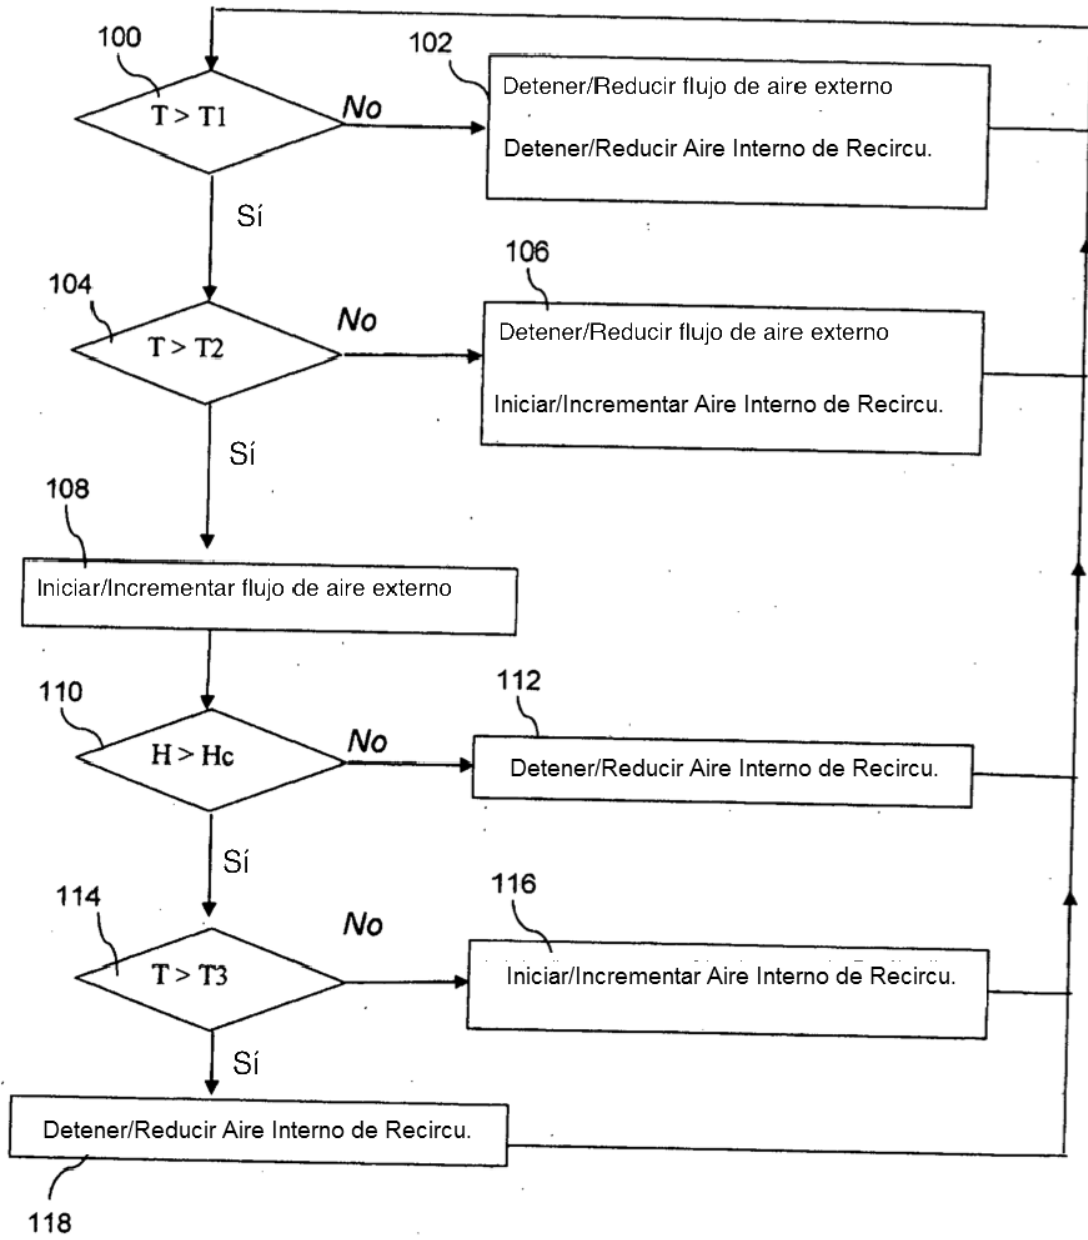 100
T > T1
No
102
Detener/Reducir flujo de aire externo
Detener/Reducir Aire Interno de Recircu.
Sí
104
T > T2
No
106
Detener/Reducir flujo de aire externo
Iniciar/Incrementar Aire Interno de Recircu.
Sí
108
Iniciar/Incrementar flujo de aire externo
110
H > Hc
No
112
Detener/Reducir Aire Interno de Recircu.
Sí
114
T > T3
No
116
Iniciar/Incrementar Aire Interno de Recircu.
Sí
Detener/Reducir Aire Interno de Recircu.
118